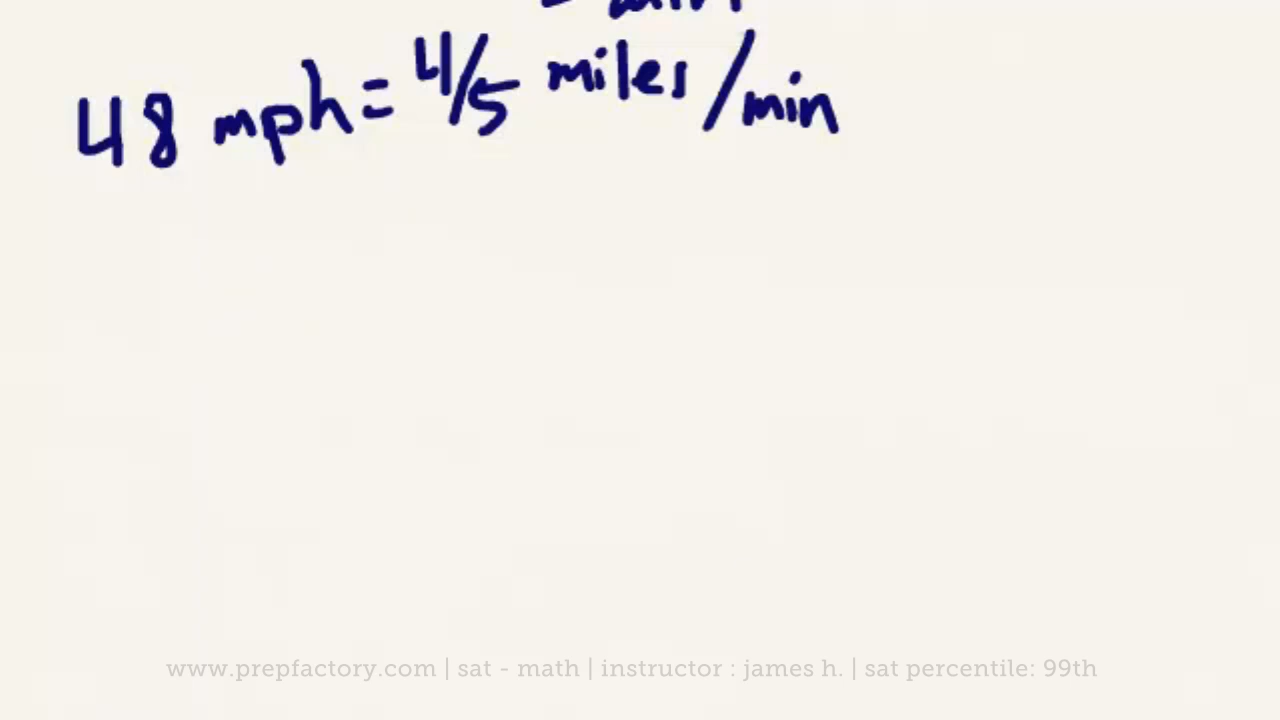 48 mph = 4/5 miles/min
www.prepfactory.com | sat - math | instructor : james h. | sat percentile: 99th